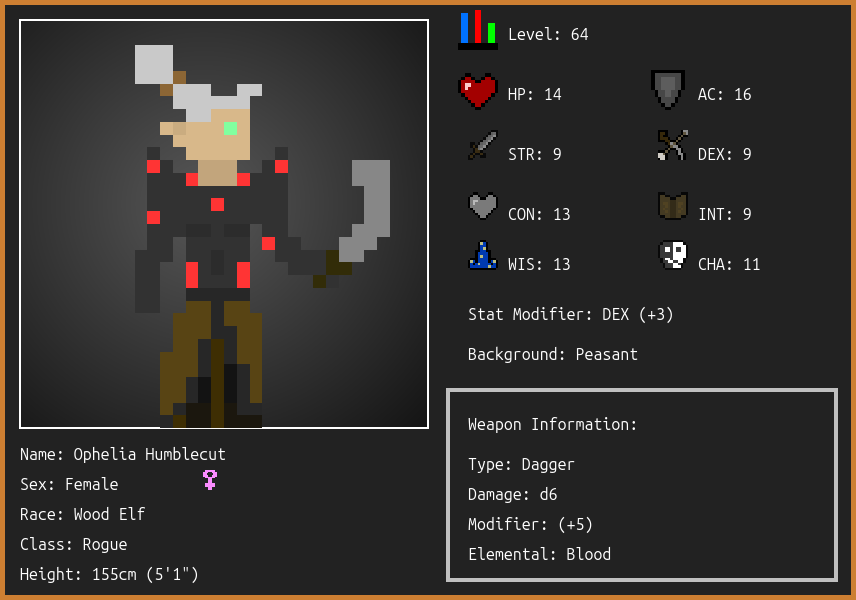 Level: 64
HP: 14
AC: 16
STR: 9
DEX: 9
CON: 13
INT: 9
WIS: 13
CHA: 11
Stat Modifier: DEX (+3)
Background: Peasant
Weapon Information:
Type: Dagger
Damage: d6
Modifier: (+5)
Elemental: Blood
Name: Ophelia Humblecut
Sex: Female
Race: Wood Elf
Class: Rogue
Height: 155cm (5'1")